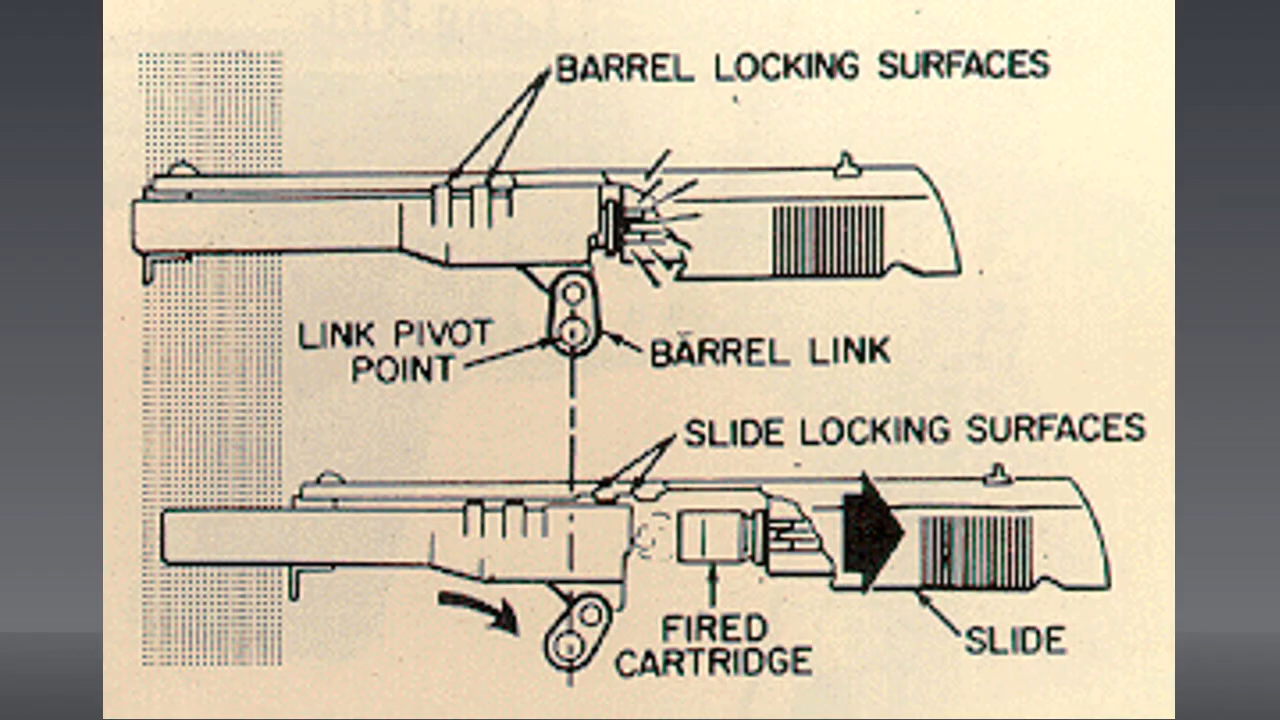 BARREL LOCKING SURFACES
LINK PIVOT
POINT
BARREL LINK
SLIDE LOCKING SURFACES
FIRED
CARTRIDGE
SLIDE